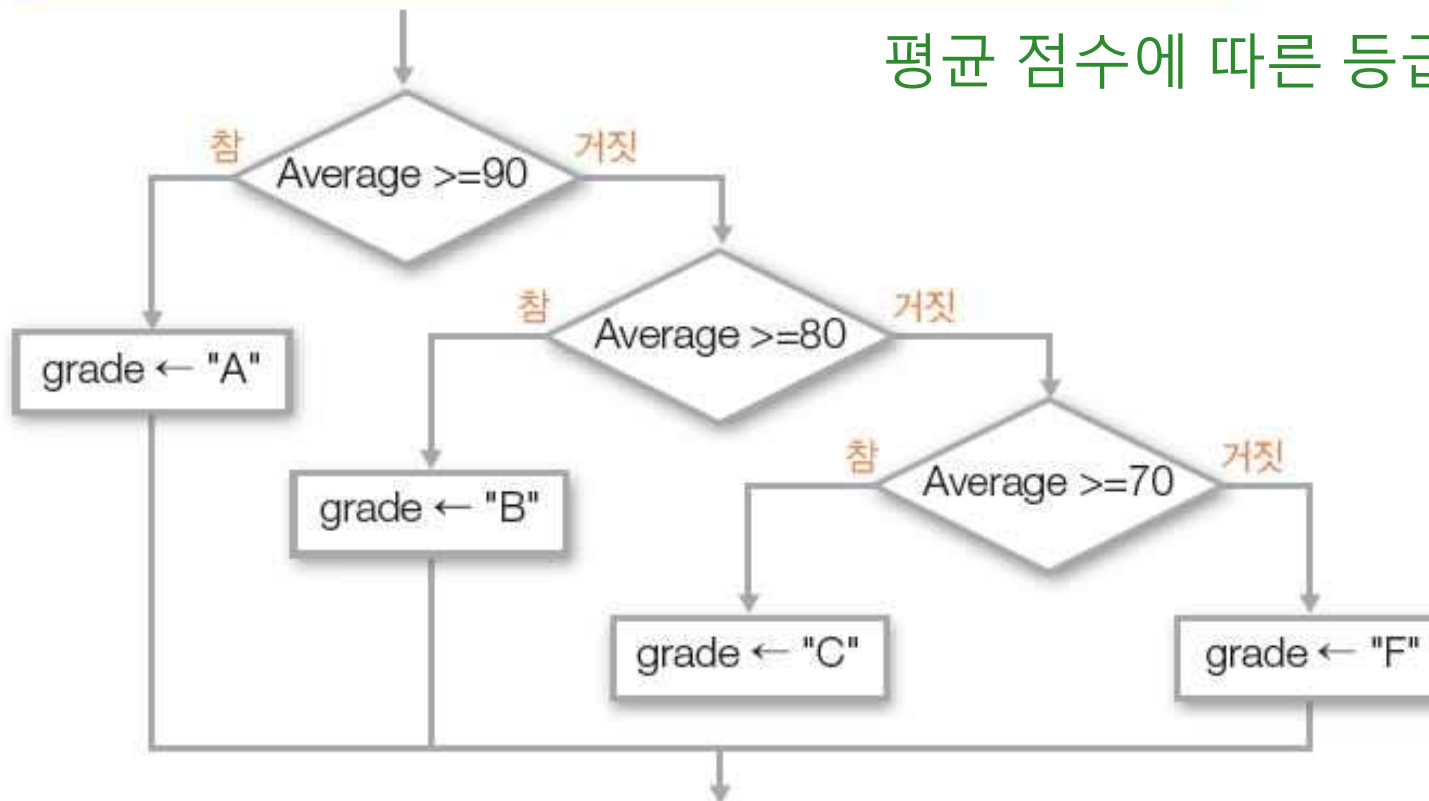 평균 점수에 따른
참
거짓
Average >=90
참
거짓
Average >=80
grade ← "A"
참
거짓
Average >=70
grade ← "B"
grade ← "C"
grade ← "F"